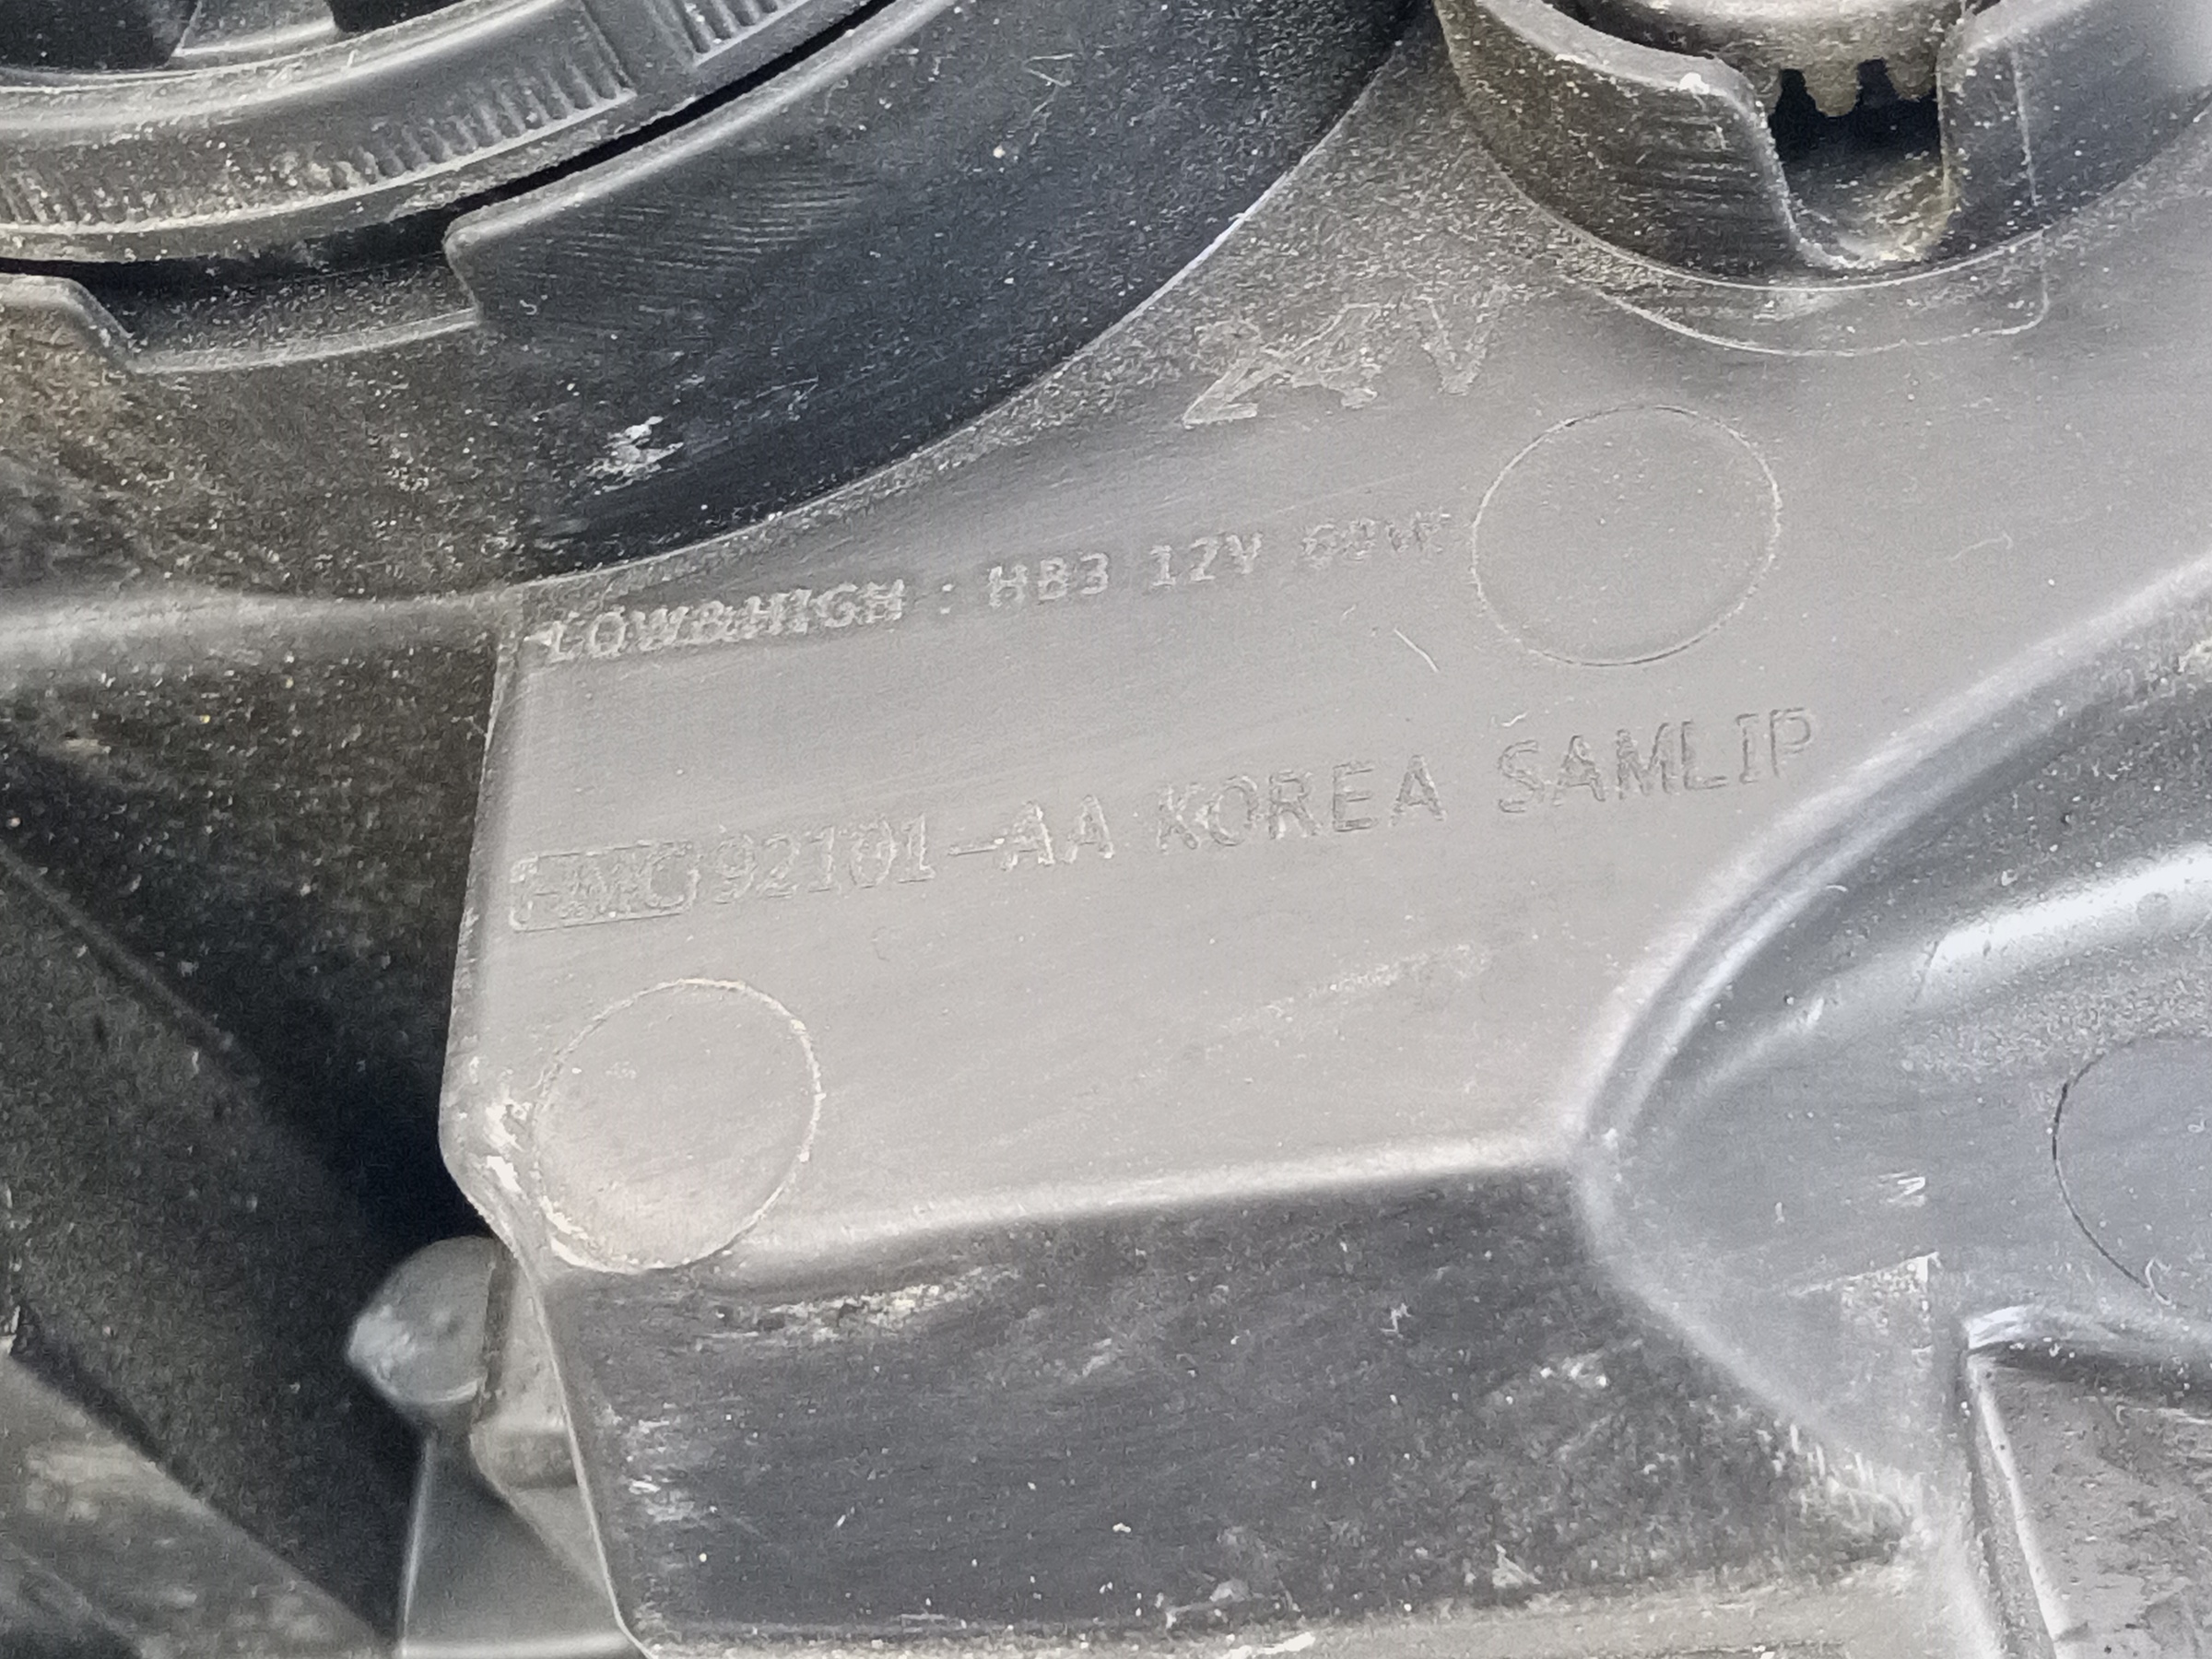 24V
LOW&HIGH : HB3 12V 60W
HMC 92101-AA KOREA SAMLIP